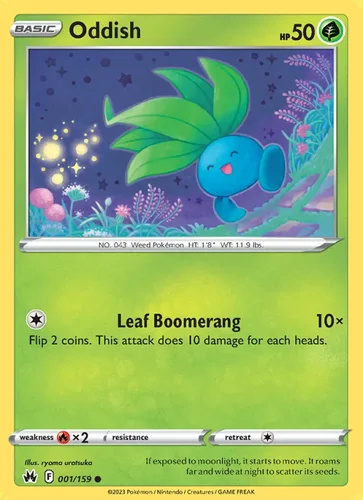 BASIC Oddish HP50
NO. 043 Weed Pokémon HT: 1'8" WT: 11.9 lbs.
Leaf Boomerang 10×
Flip 2 coins. This attack does 10 damage for each heads.
weakness ×2 resistance retreat
Illus. ryoma uratsuka
F 001/159
If exposed to moonlight, it starts to move. It roams
far and wide at night to scatter its seeds.
©2023 Pokémon / Nintendo / Creatures / GAME FREAK